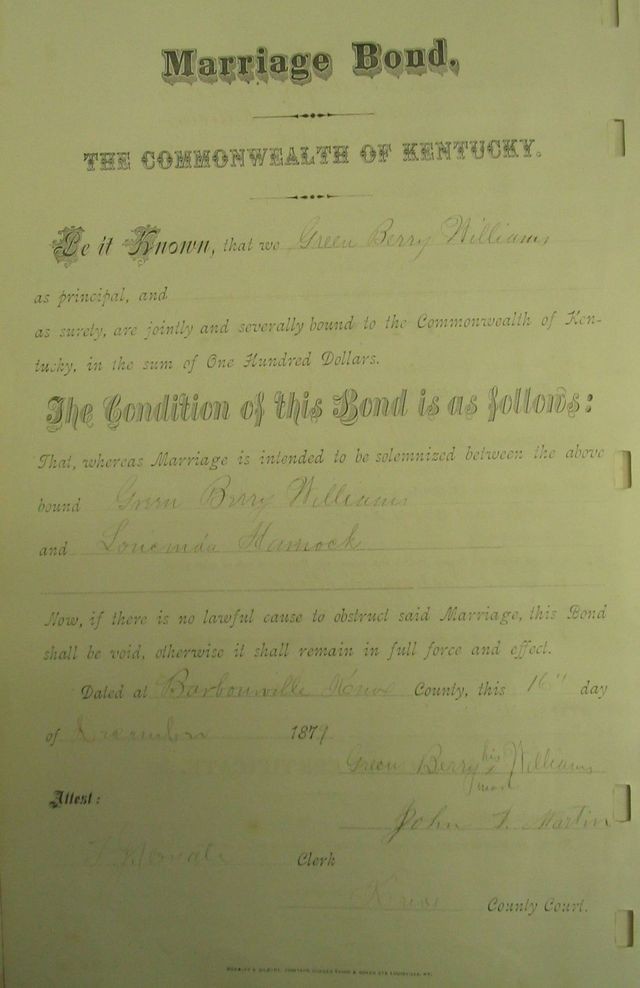 Marriage Bond.
THE COMMONWEALTH OF KENTUCKY.
Be it Known, that we Green Berry Williams
as principal, and
as surety, are jointly and severally bound to the Commonwealth of Ken-
tucky, in the sum of One Hundred Dollars.
The Condition of this Bond is as follows:
That, whereas Marriage is intended to be solemnized between the above
bound Green Berry Williams
and Loucinda Hamock
Now, if there is no lawful cause to obstruct said Marriage, this Bond
shall be void, otherwise it shall remain in full force and effect.
Dated at Barbourville Knox County, this 16" day
of December 1879
Green Berry his x mark Williams
Attest:
John T. Martin
Clerk
Knox County Court.